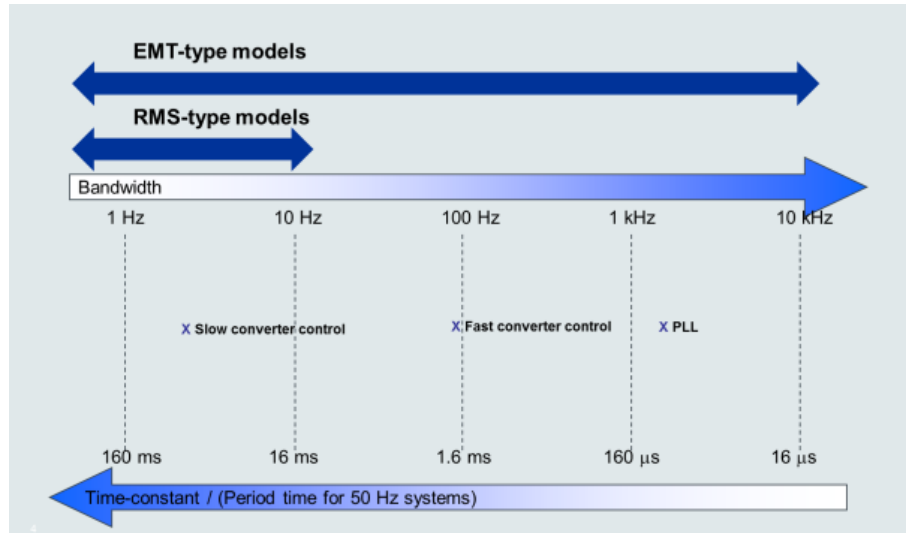 EMT-type models
RMS-type models
Bandwidth
1 Hz 10 Hz 100 Hz 1 kHz 10 kHz
X Slow converter control X Fast converter control X PLL
160 ms 16 ms 1.6 ms 160 μs 16 μs
Time-constant / (Period time for 50 Hz systems)
4